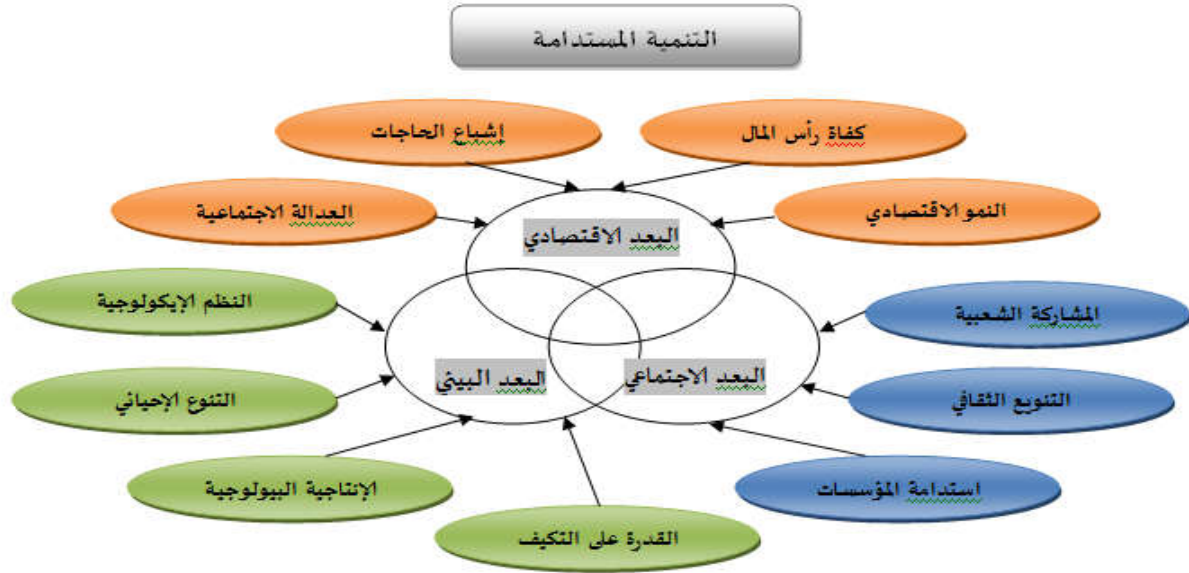 التنمية المستدامة
كفاة رأس المال
إشباع الحاجات
النمو الاقتصادي
العدالة الاجتماعية
البعد الاقتصادي
المشاركة الشعبية
النظم الإيكولوجية
البعد الاجتماعي
البعد البيئي
التنويع الثقافي
التنوع الإحيائي
استدامة المؤسسات
الإنتاجية البيولوجية
القدرة على التكيف